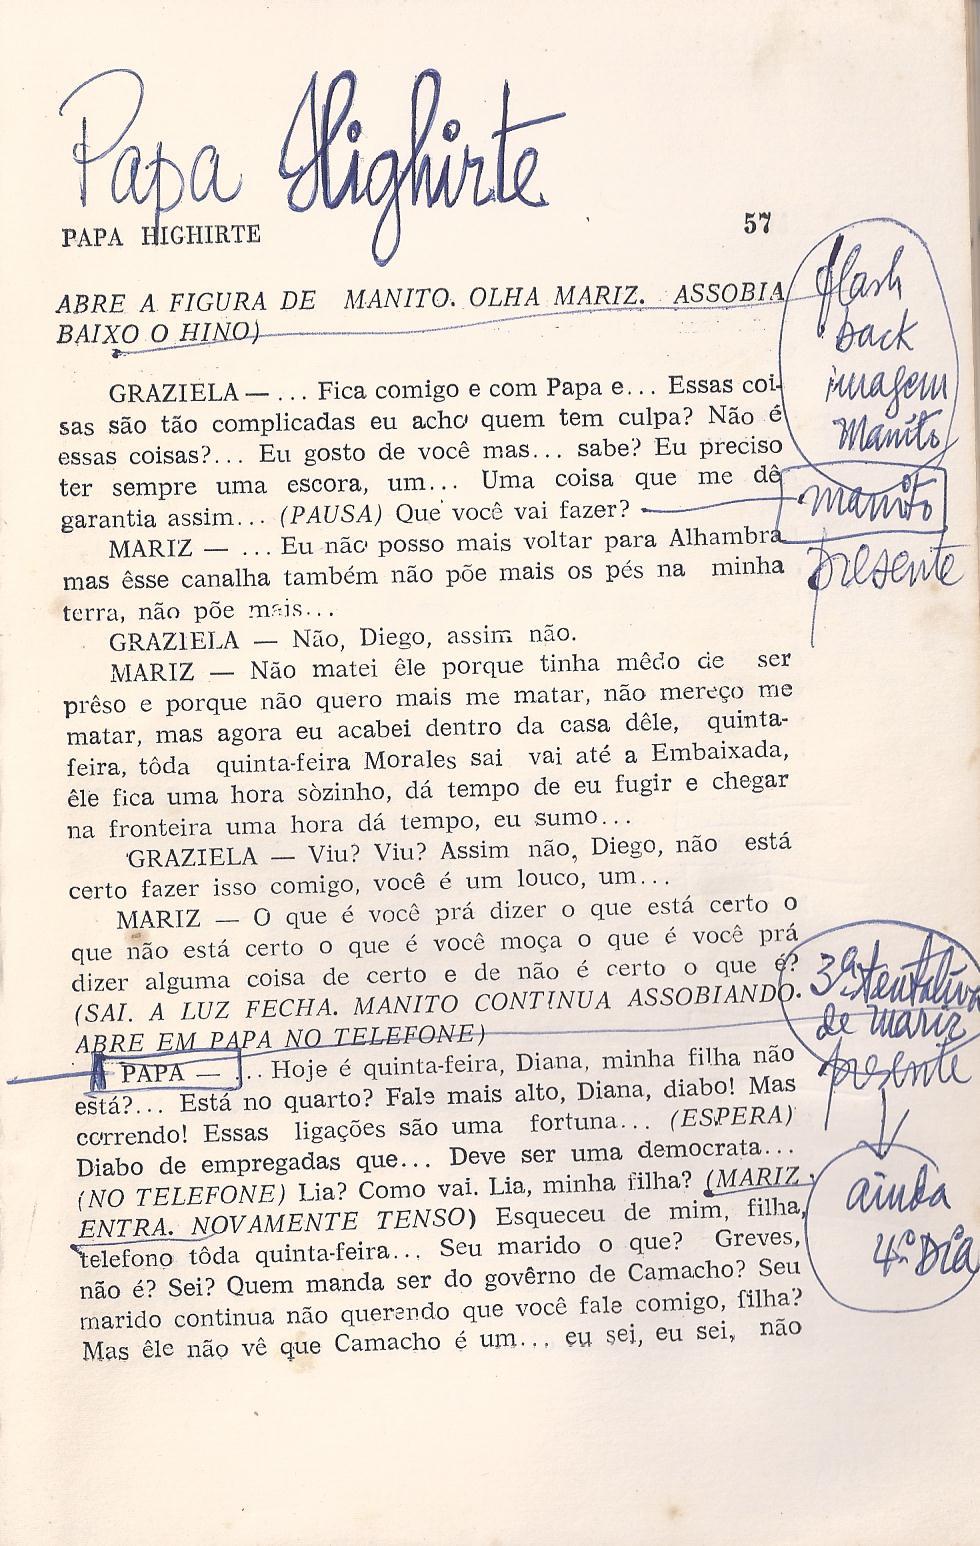 Papa Highirte
PAPA HIGHIRTE 57
ABRE A FIGURA DE MANITO. OLHA MARIZ. ASSOBIA
BAIXO O HINO)
flash
back
imagem
Manito
GRAZIELA — ... Fica comigo e com Papa e... Essas coi-
sas são tão complicadas eu acho quem tem culpa? Não é
essas coisas?... Eu gosto de você mas... sabe? Eu preciso
ter sempre uma escora, um... Uma coisa que me dê
garantia assim... (PAUSA) Que você vai fazer?
manito
presente
MARIZ — ... Eu não posso mais voltar para Alhambra
mas êsse canalha também não põe mais os pés na minha
terra, não põe mais...
GRAZIELA — Não, Diego, assim não.
MARIZ — Não matei êle porque tinha mêdo de ser
prêso e porque não quero mais me matar, não mereço me
matar, mas agora eu acabei dentro da casa dêle, quinta-
feira, tôda quinta-feira Morales sai vai até a Embaixada,
êle fica uma hora sòzinho, dá tempo de eu fugir e chegar
na fronteira uma hora dá tempo, eu sumo...
GRAZIELA — Viu? Viu? Assim não, Diego, não está
certo fazer isso comigo, você é um louco, um...
MARIZ — O que é você prá dizer o que está certo o
que não está certo o que é você moça o que é você prá
dizer alguma coisa de certo e de não é certo o que é?
(SAI. A LUZ FECHA. MANITO CONTINUA ASSOBIANDO.
ABRE EM PAPA NO TELEFONE)
3ª tentativa
de mariz
presente
PAPA — ... Hoje é quinta-feira, Diana, minha filha não
está?... Está no quarto? Fale mais alto, Diana, diabo! Mas
correndo! Essas ligações são uma fortuna... (ESPERA)
Diabo de empregadas que... Deve ser uma democrata...
(NO TELEFONE) Lia? Como vai. Lia, minha filha? (MARIZ
ENTRA. NOVAMENTE TENSO) Esqueceu de mim, filha,
telefono tôda quinta-feira... Seu marido o que? Greves,
não é? Sei? Quem manda ser do govêrno de Camacho? Seu
marido continua não querendo que você fale comigo, filha?
Mas êle não vê que Camacho é um... eu sei, eu sei, não
ainda
4º DIA